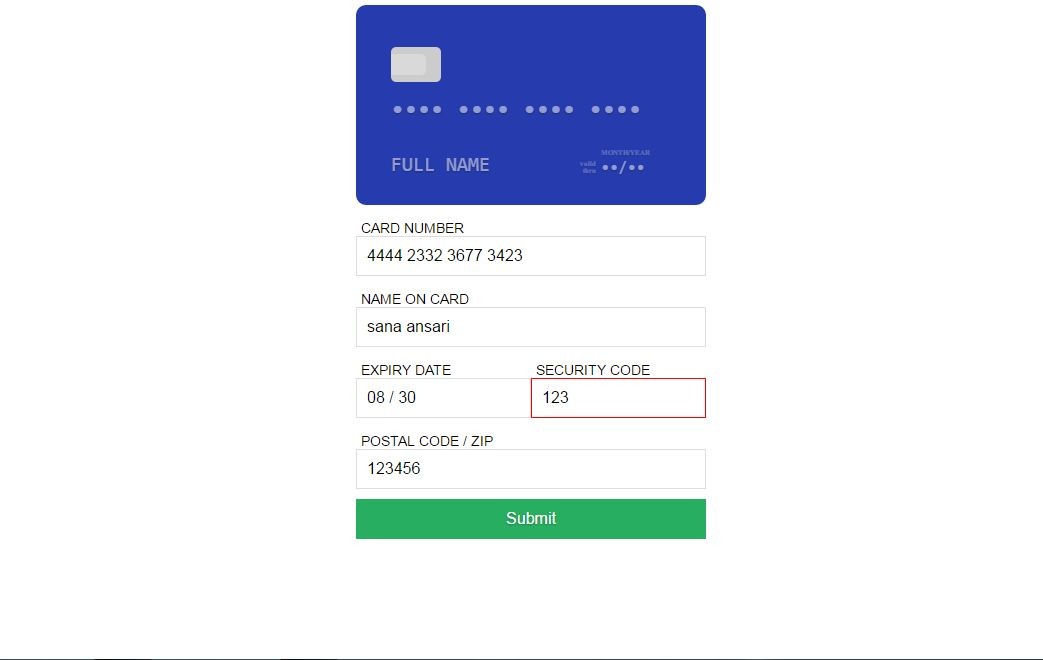 •••• •••• •••• ••••
MONTH/YEAR
FULL NAME valid thru ••/••
CARD NUMBER
4444 2332 3677 3423
NAME ON CARD
sana ansari
EXPIRY DATE SECURITY CODE
08 / 30 123
POSTAL CODE / ZIP
123456
Submit